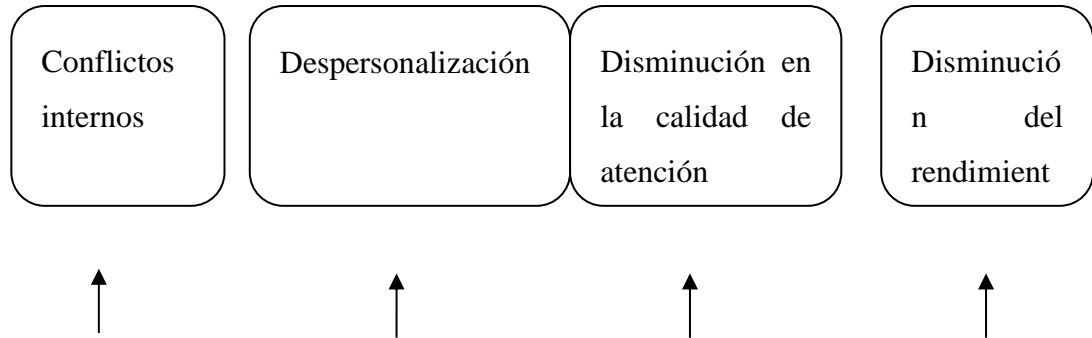 Conflictos
internos
Despersonalización
Disminución en
la calidad de
atención
Disminució
n del
rendimient